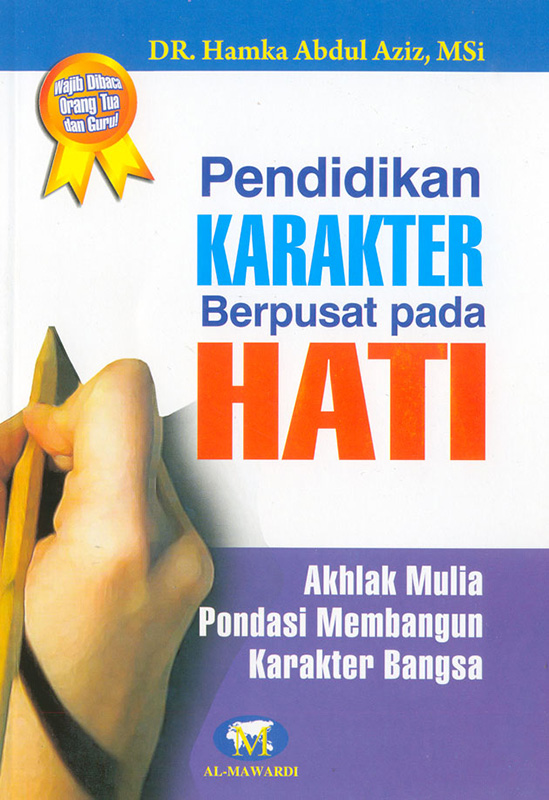 DR. Hamka Abdul Aziz, MSi
Wajib Dibaca
Orang Tua
dan Guru!
Pendidikan
KARAKTER
Berpusat pada
HATI
Akhlak Mulia
Pondasi Membangun
Karakter Bangsa
M
AL-MAWARDI